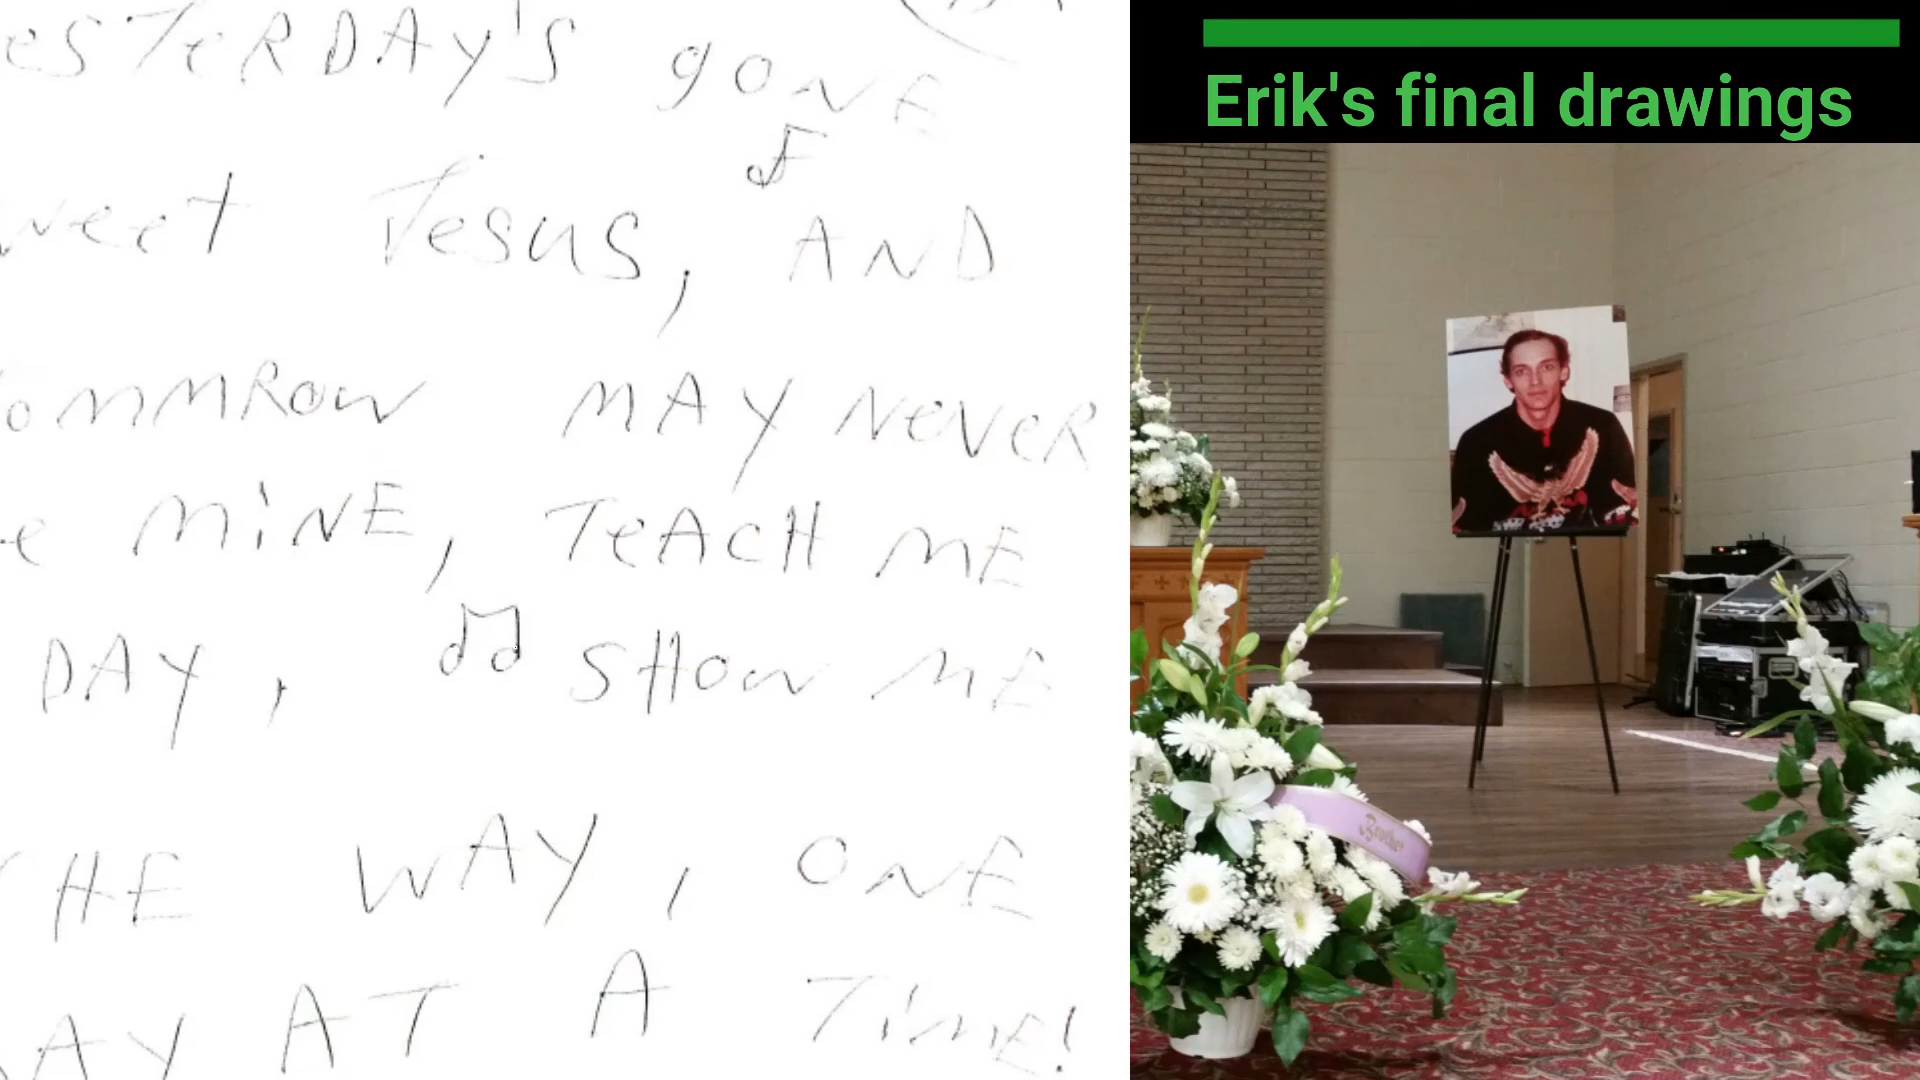 esTeRDAy's gONE
weet Jesus, AND
ommRow MAY NeVeR
e MiNE, TeACH ME
DAY, SHOW ME
HE WAY, ONE
AY AT A TiME!
Erik's final drawings
Brother